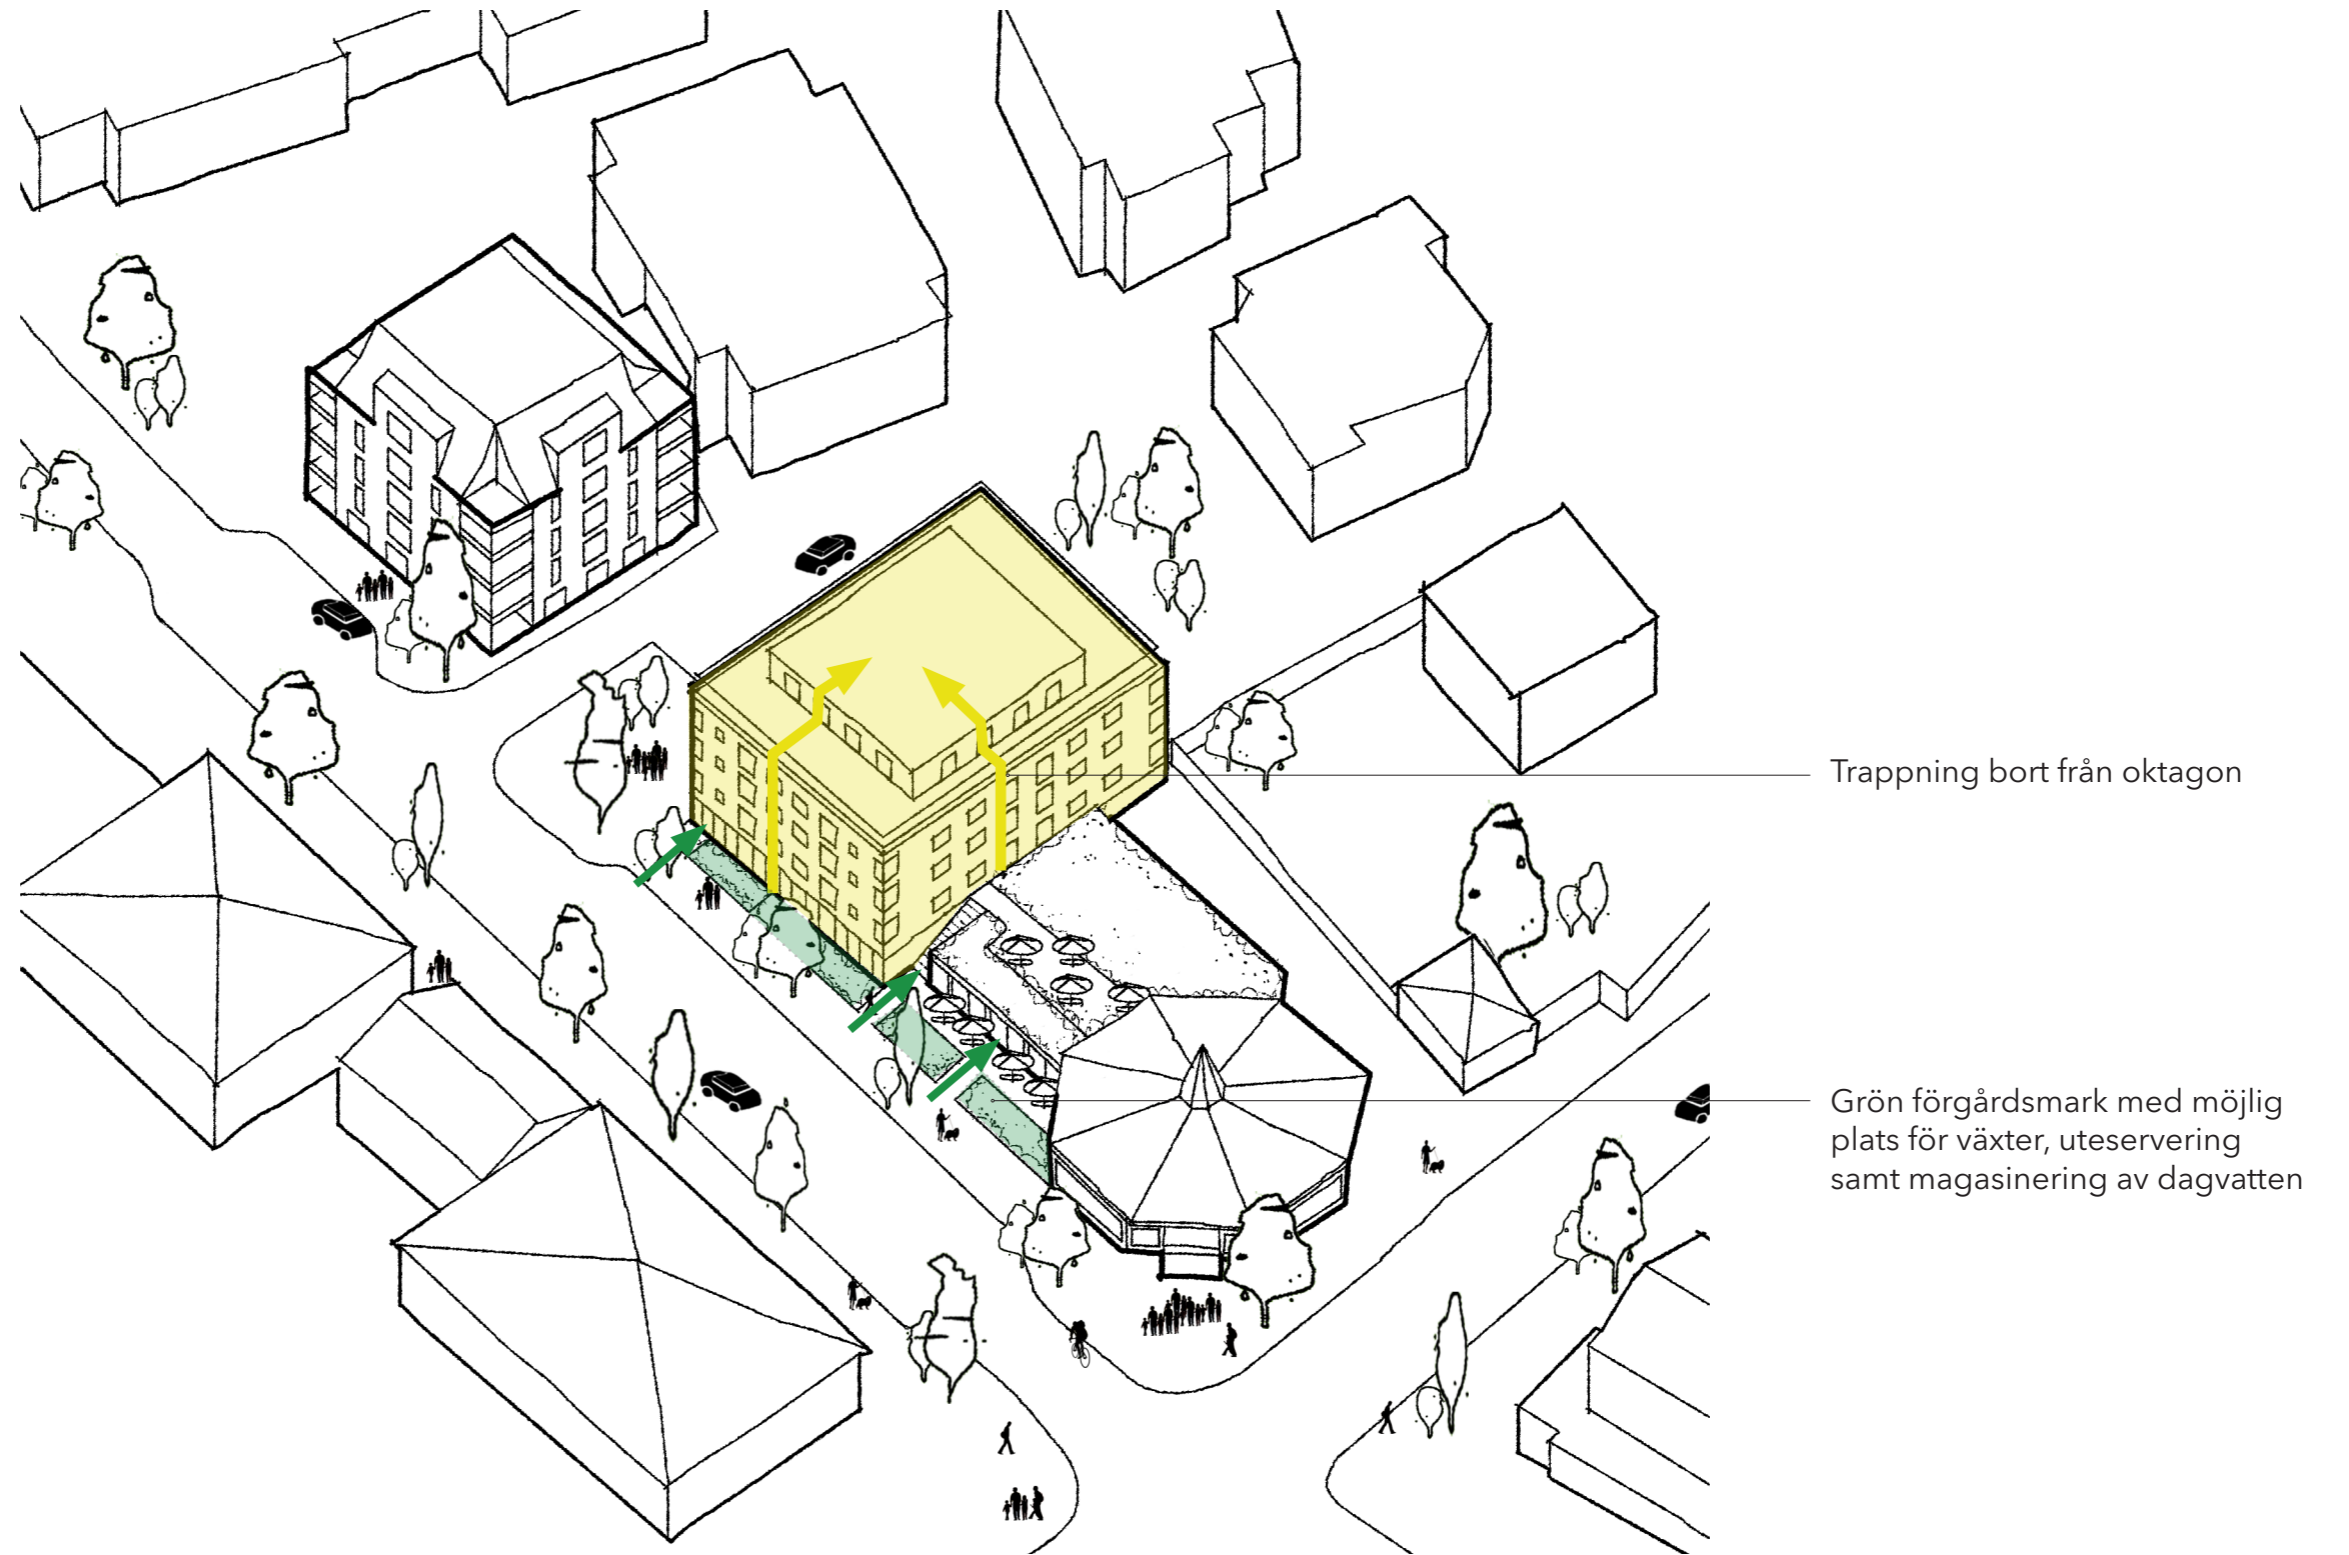 Trappning bort från oktagon
Grön förgårdsmark med möjlig
plats för växter, uteservering
samt magasinering av dagvatten